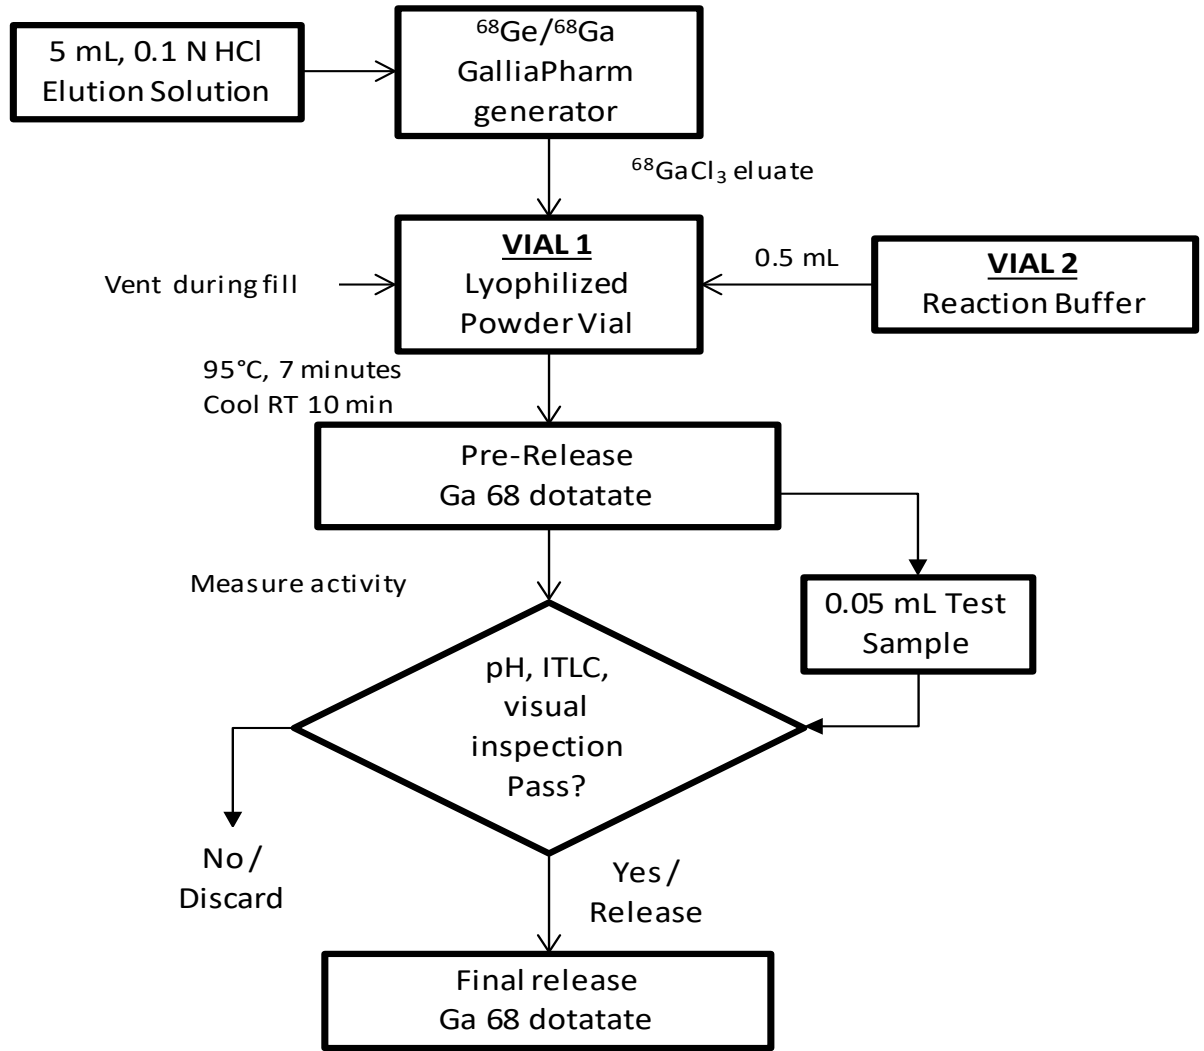 5 mL, 0.1 N HCl
Elution Solution
⁶⁸Ge/⁶⁸Ga
GalliaPharm
generator
⁶⁸GaCl₃ eluate
Vent during fill
VIAL 1
Lyophilized
Powder Vial
0.5 mL
VIAL 2
Reaction Buffer
95°C, 7 minutes
Cool RT 10 min
Pre-Release
Ga 68 dotatate
Measure activity
0.05 mL Test
Sample
pH, ITLC,
visual
inspection
Pass?
No /
Discard
Yes /
Release
Final release
Ga 68 dotatate